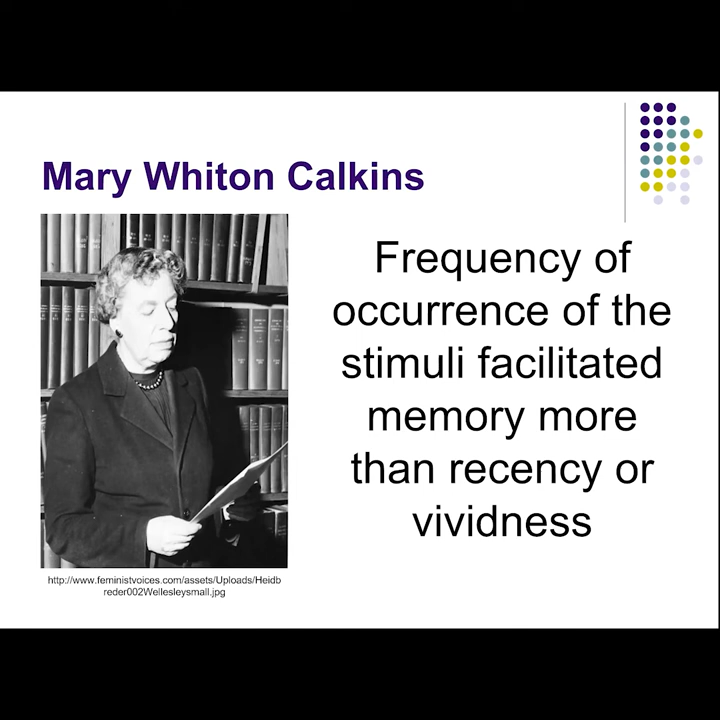 Mary Whiton Calkins
Frequency of
occurrence of the
stimuli facilitated
memory more
than recency or
vividness
http://www.feministvoices.com/assets/Uploads/Heidb
reder002Wellesleysmall.jpg